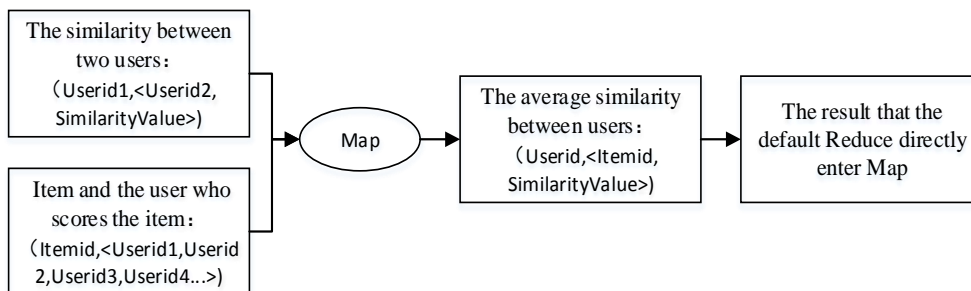 The similarity between
two users：
（Userid1,<Userid2,
SimilarityValue>)
Item and the user who
scores the item：
（Itemid,<Userid1,Userid
2,Userid3,Userid4...>)
Map
The average similarity
between users：
（Userid,<Itemid,
SimilarityValue>)
The result that the
default Reduce directly
enter Map